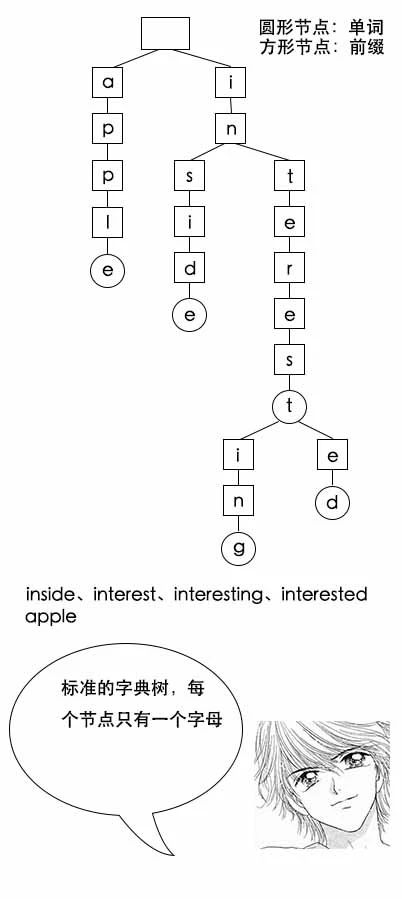 圆形节点：单词
方形节点：前缀
a
i
p
n
p
s
t
l
i
e
e
d
r
e
e
s
t
i
e
n
d
g
inside、interest、interesting、interested
apple
标准的字典树，每
个节点只有一个字母